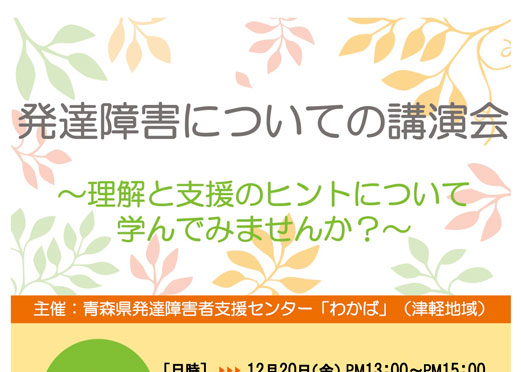 発達障害についての講演会
～理解と支援のヒントについて
学んでみませんか？～
主催：青森県発達障害者支援センター「わかば」（津軽地域）
［日時］ ▸▸▸ 12月20日(金) PM13:00～PM15:00